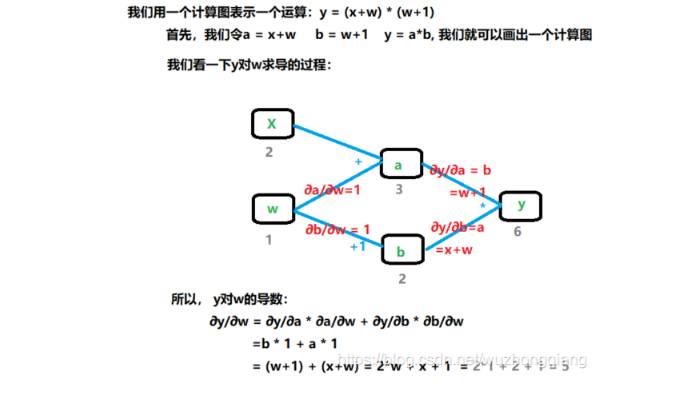 我们用一个计算图表示一个运算：y = (x+w) * (w+1)
首先，我们令a = x+w b = w+1 y = a*b, 我们就可以画出一个计算图
我们看一下y对w求导的过程：
X
2
+
a
3
∂a/∂w=1
∂y/∂a = b
=w+1
w
1
*
y
6
∂b/∂w = 1
+1
∂y/∂b=a
=x+w
b
2
所以， y对w的导数：
∂y/∂w = ∂y/∂a * ∂a/∂w + ∂y/∂b * ∂b/∂w
=b * 1 + a * 1
= (w+1) + (x+w) = 2*w + x + 1 = 2*1 + 2 + 1 = 5
https://blog.csdn.net/wuzhongqiang